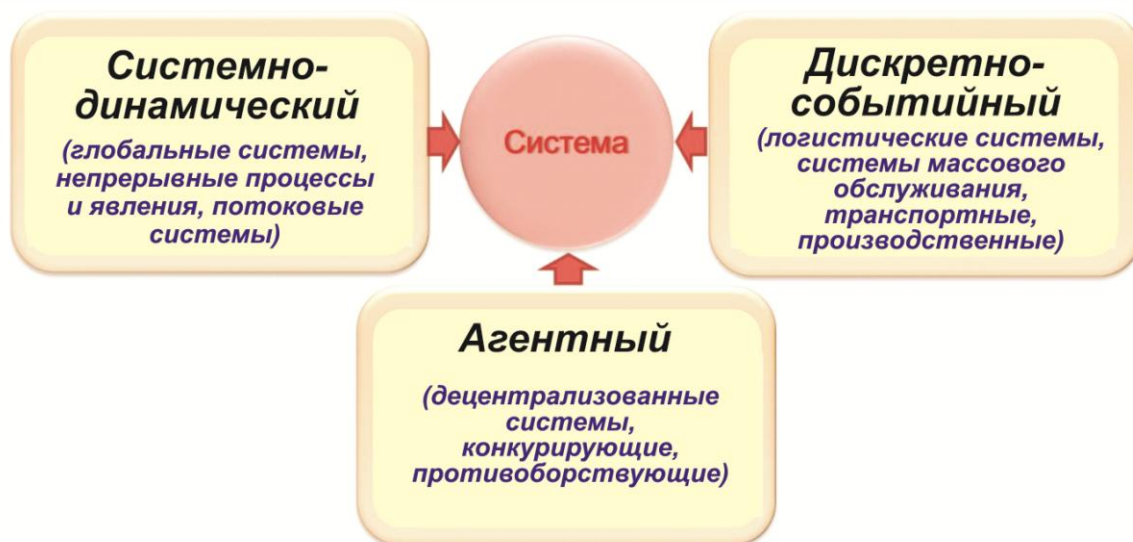 Системно-
динамический
(глобальные системы,
непрерывные процессы
и явления, потоковые
системы)
Система
Дискретно-
событийный
(логистические системы,
системы массового
обслуживания,
транспортные,
производственные)
Агентный
(децентрализованные
системы,
конкурирующие,
противоборствующие)